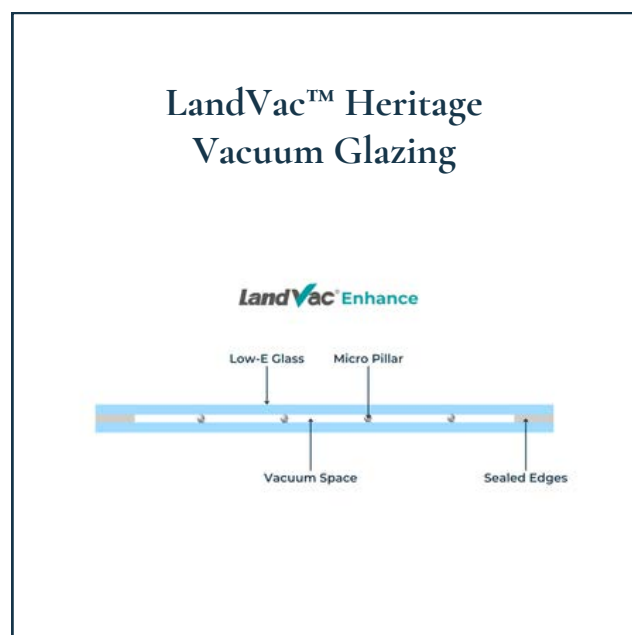 LandVac™ Heritage
Vacuum Glazing
LandVac® Enhance
Low-E Glass Micro Pillar
Vacuum Space Sealed Edges